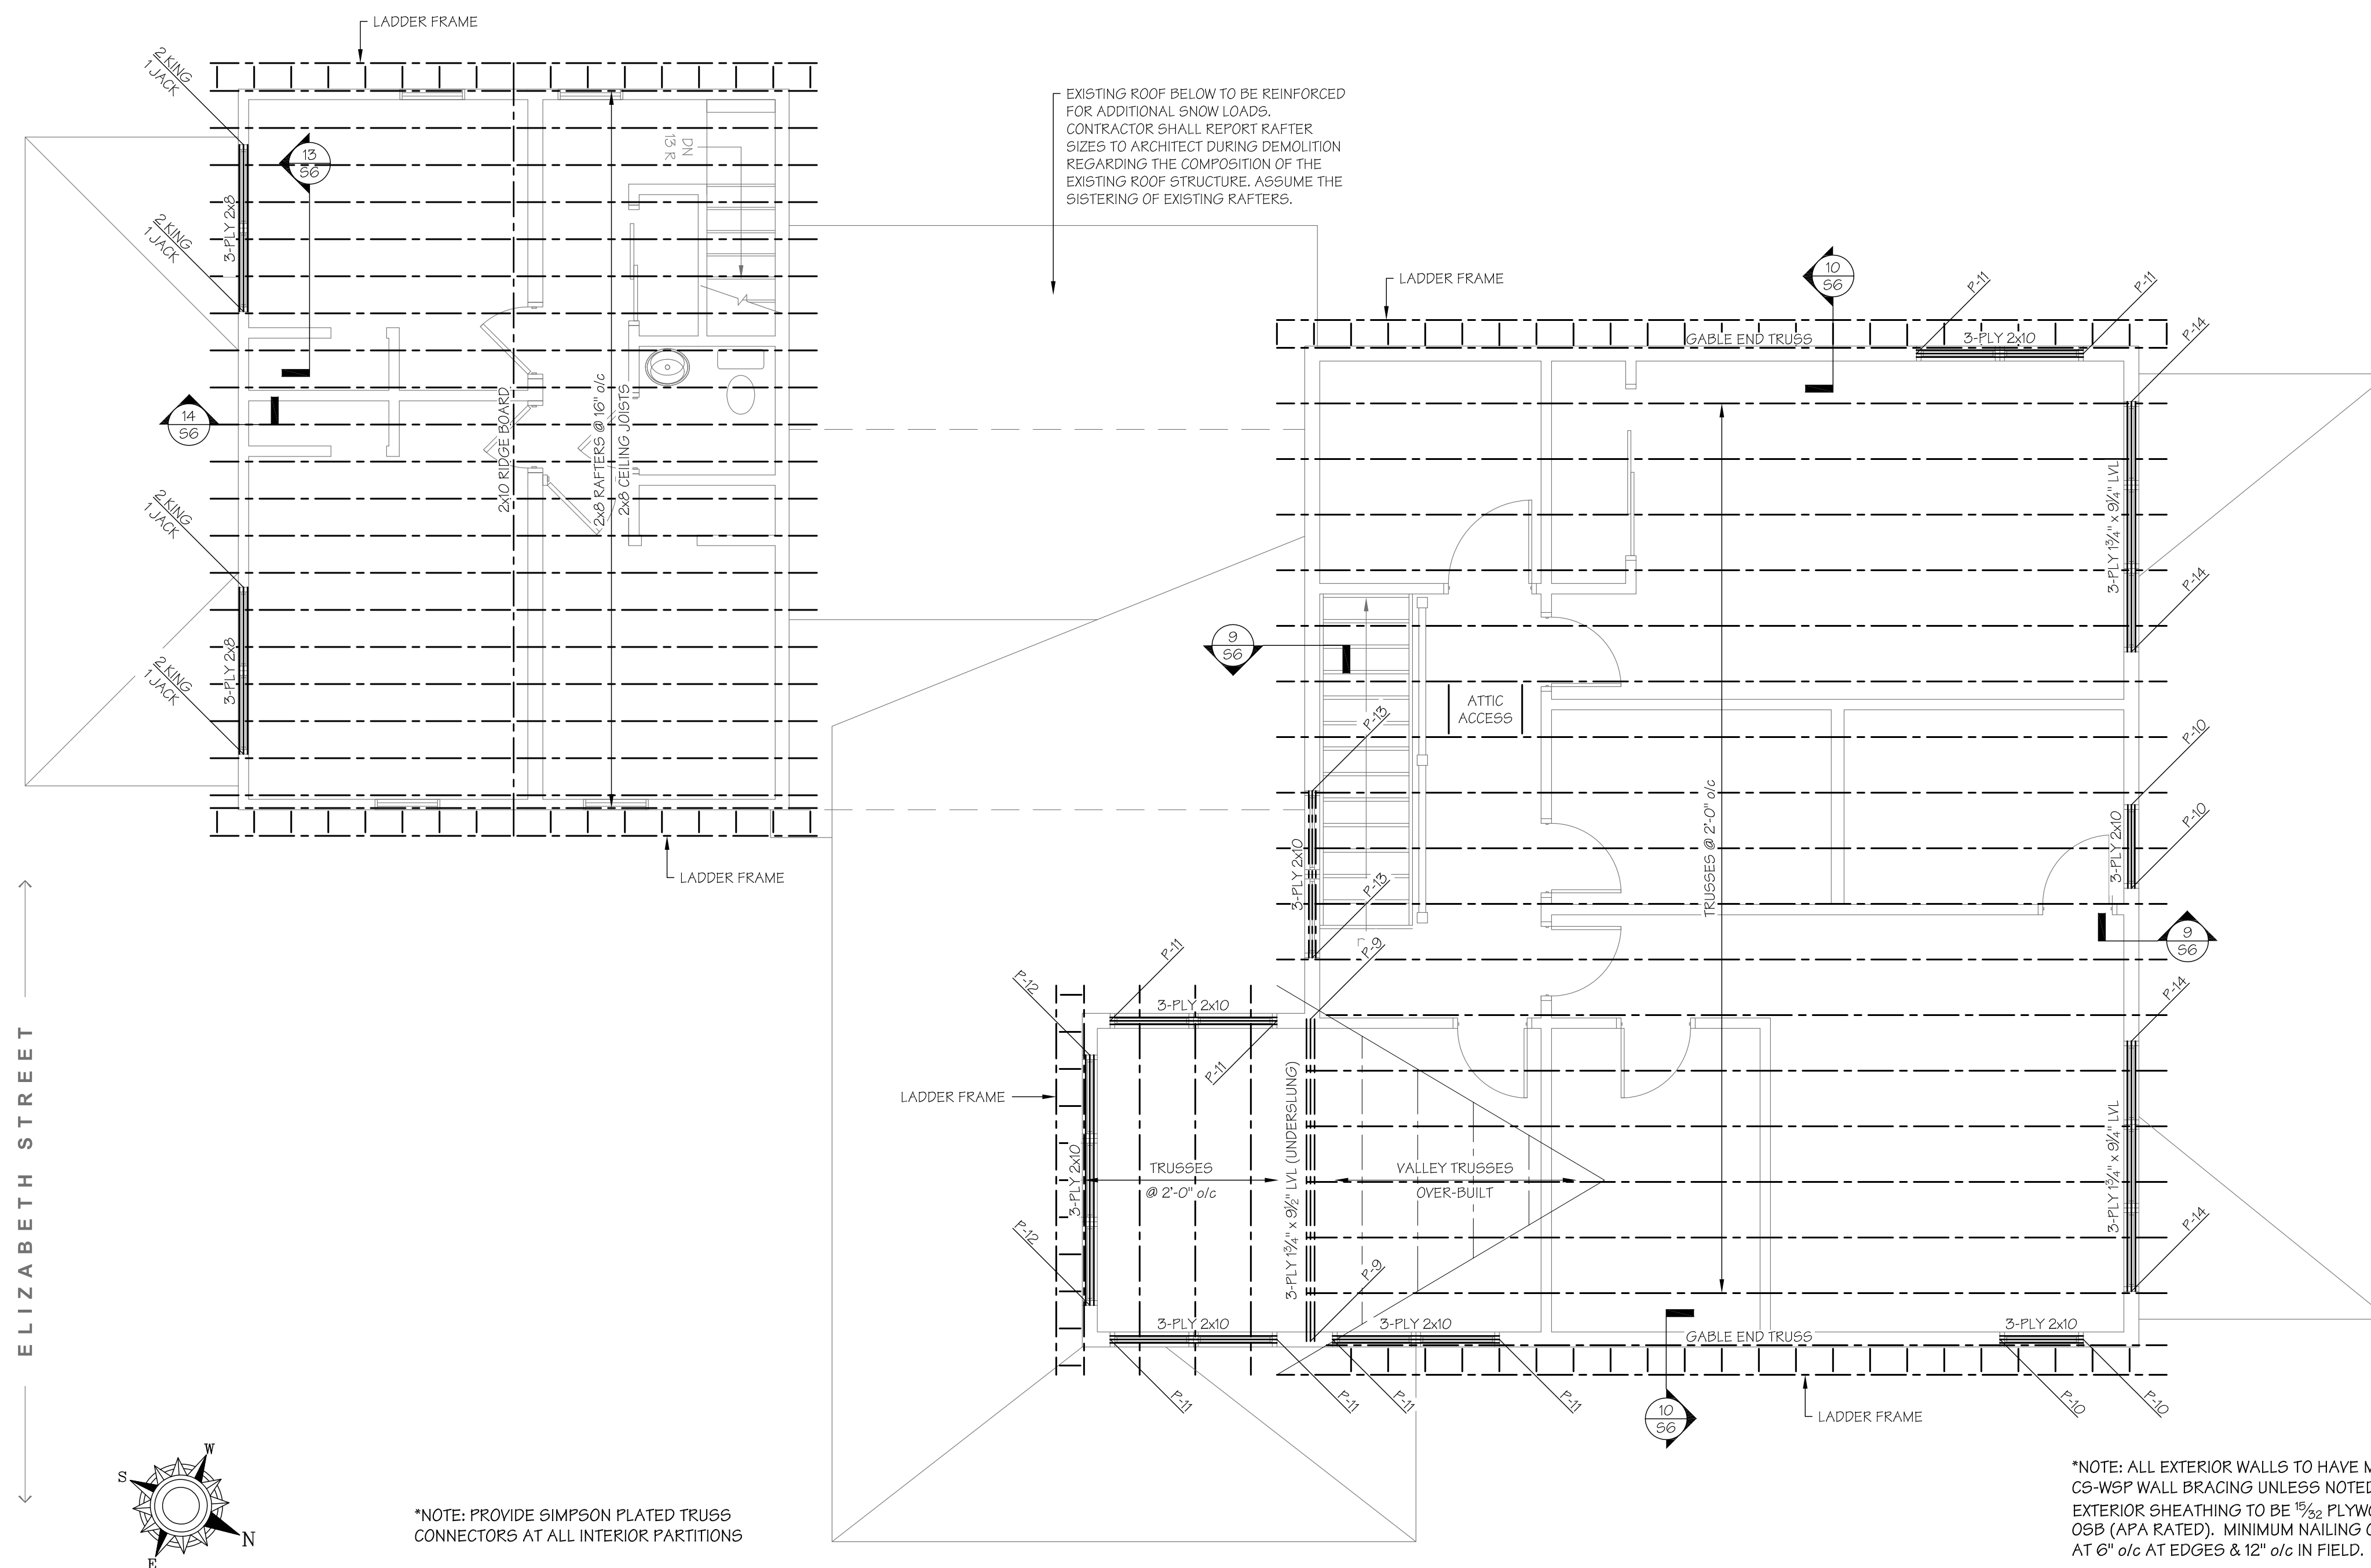 LADDER FRAME
2 KING
1 JACK
13
S6
3-PLY 2x8
2 KING
1 JACK
DN
13 R
14
S6
2x10 RIDGE BOARD
2x8 RAFTERS @ 16" o/c
2x8 CEILING JOISTS
2 KING
1 JACK
3-PLY 2x8
2 KING
1 JACK
LADDER FRAME
EXISTING ROOF BELOW TO BE REINFORCED
FOR ADDITIONAL SNOW LOADS.
CONTRACTOR SHALL REPORT RAFTER
SIZES TO ARCHITECT DURING DEMOLITION
REGARDING THE COMPOSITION OF THE
EXISTING ROOF STRUCTURE. ASSUME THE
SISTERING OF EXISTING RAFTERS.
LADDER FRAME
10
S6
P-11
P-11
GABLE END TRUSS
3-PLY 2x10
P-14
3-PLY 1¾" x 9¼" LVL
P-14
9
S6
ATTIC
ACCESS
P-13
P-10
TRUSSES @ 2'-0" o/c
3-PLY 2x10
P-10
3-PLY 2x10
P-13
9
S6
P-9
P-11
P-12
3-PLY 2x10
P-14
P-11
LADDER FRAME
3-PLY 2x10
TRUSSES
@ 2'-0" o/c
3-PLY 1¾" x 9½" LVL (UNDERSLUNG)
VALLEY TRUSSES
OVER-BUILT
3-PLY 1¾" x 9¼" LVL
P-14
P-12
P-9
3-PLY 2x10
3-PLY 2x10
GABLE END TRUSS
3-PLY 2x10
P-11
P-11
P-11
P-11
10
S6
P-10
P-10
LADDER FRAME
ELIZABETH STREET
W
S
N
E
*NOTE: PROVIDE SIMPSON PLATED TRUSS
CONNECTORS AT ALL INTERIOR PARTITIONS
*NOTE: ALL EXTERIOR WALLS TO HAVE
CS-WSP WALL BRACING UNLESS NOTED
EXTERIOR SHEATHING TO BE 15/32
OSB (APA RATED). MINIMUM NAILING
AT 6" o/c AT EDGES & 12" o/c IN FIELD.